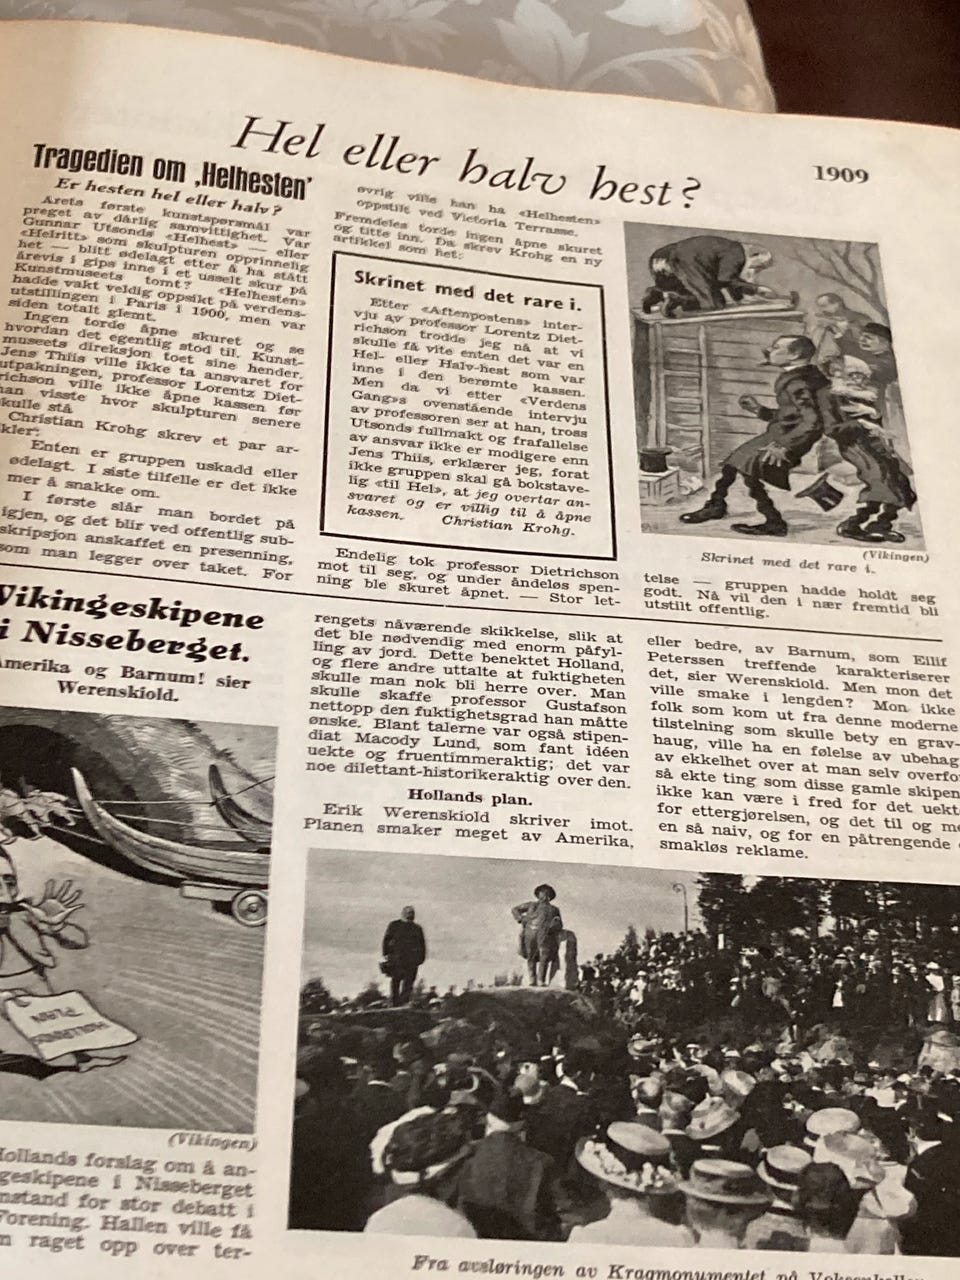 Hel eller halv hest?
1909
Tragedien om ‚Helhesten’
Er hesten hel eller halv?
Årets første kunstspørsmål var
preget av dårlig samvittighet. Var
Gunnar Utsonds «Helhest» — eller
«Helritt» som skulpturen opprinnelig
het — blitt ødelagt etter å ha stått
årevis i gips inne i et usselt skur på
Kunstmuseets tomt? «Helhesten»
hadde vakt veldig oppsikt på verdens-
utstillingen i Paris i 1900, men var
siden totalt glemt.
Ingen torde åpne skuret og se
hvordan det egentlig stod til. Kunst-
museets direksjon toet sine hender.
Jens Thiis ville ikke ta ansvaret for
utpakningen, professor Lorentz Diet-
richson ville ikke åpne kassen før
han visste hvor skulpturen senere
skulle stå
Christian Krohg skrev et par ar-
kler:
Enten er gruppen uskadd eller
ødelagt. I siste tilfelle er det ikke
mer å snakke om.
I første slår man bordet på
igjen, og det blir ved offentlig sub-
skripsjon anskaffet en presenning,
som man legger over taket. For
øvrig ville han ha «Helhesten»
oppstilt ved Victoria Terrasse.
Fremdeles torde ingen åpne skuret
og titte inn. Da skrev Krohg en ny
artikkel som het:
Skrinet med det rare i.
Etter «Aftenpostens» inter-
vju av professor Lorentz Diet-
richson trodde jeg nå at vi
skulle få vite enten det var en
Hel- eller Halv-hest som var
inne i den berømte kassen.
Men da vi etter «Verdens
Gang»s ovenstående intervju
av professoren ser at han, tross
Utsonds fullmakt og frafallelse
av ansvar ikke er modigere enn
Jens Thiis, erklærer jeg, forat
ikke gruppen skal gå bokstave-
lig «til Hel», at jeg overtar an-
svaret og er villig til å åpne
kassen. Christian Krohg.
Endelig tok professor Dietrichson
mot til seg, og under åndeløs spen-
ning ble skuret åpnet. — Stor let-
(Vikingen)
Skrinet med det rare i.
telse — gruppen hadde holdt seg
godt. Nå vil den i nær fremtid bli
utstilt offentlig.
Vikingeskipene
i Nisseberget.
Amerika og Barnum! sier
Werenskiold.
HOLLANDS
PLAN
(Vikingen)
Hollands forslag om å an-
geskipene i Nisseberget
nstand for stor debatt i
Forening. Hallen ville få
n raget opp over ter-
rengets nåværende skikkelse, slik at
det ble nødvendig med enorm påfyl-
ling av jord. Dette benektet Holland,
og flere andre uttalte at fuktigheten
skulle man nok bli herre over. Man
skulle skaffe professor Gustafson
nettopp den fuktighetsgrad han måtte
ønske. Blant talerne var også stipen-
diat Macody Lund, som fant idéen
uekte og fruentimmeraktig; det var
noe dilettant-historikeraktig over den.
Hollands plan.
Erik Werenskiold skriver imot.
Planen smaker meget av Amerika,
eller bedre, av Barnum, som Eilif
Peterssen treffende karakteriserer
det, sier Werenskiold. Men mon det
ville smake i lengden? Mon ikke
folk som kom ut fra denne moderne
tilstelning som skulle bety en grav-
haug, ville ha en følelse av ubehag
av ekkelhet over at man selv overfo
så ekte ting som disse gamle skipen
ikke kan være i fred for det uekt
for ettergjørelsen, og det til og me
en så naiv, og for en påtrengende
smakløs reklame.
Fra avsløringen av Kragmonumentet på